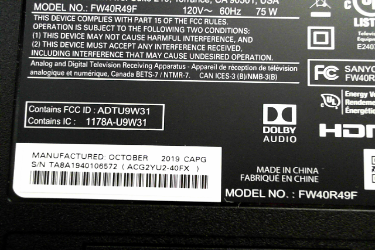 MODEL NO.: FW40R49F
120V~ 60Hz 75 W
THIS DEVICE COMPLIES WITH PART 15 OF THE FCC RULES.
OPERATION IS SUBJECT TO THE FOLLOWING TWO CONDITIONS:
(1) THIS DEVICE MAY NOT CAUSE HARMFUL INTERFERENCE, AND
(2) THIS DEVICE MUST ACCEPT ANY INTERFERENCE RECEIVED,
INCLUDING INTERFERENCE THAT MAY CAUSE UNDESIRED OPERATION.
Analog and Digital Television Receiving Apparatus - Appareil de réception de télévision
analogique et numérique, Canada BETS-7 / NTMR-7. CAN ICES-3 (B)/NMB-3(B)
LISTED
FC
SANYO
Contains FCC ID : ADTU9W31
Contains IC : 1178A-U9W31
DOLBY
AUDIO
HDMI
MANUFACTURED OCTOBER 2019 CAPG
S/N TA8A1940106572 ( ACG2YU2-40FX )
MADE IN CHINA
FABRIQUÉ EN CHINE
MODEL NO. : FW40R49F